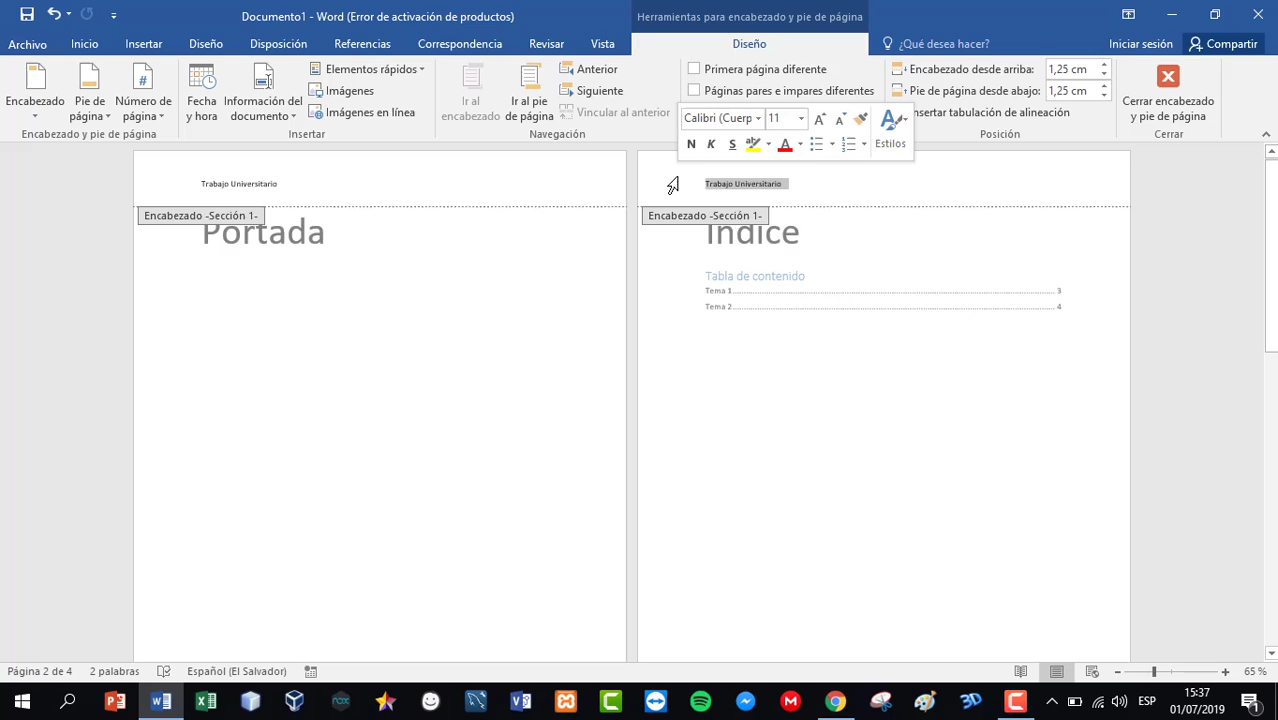 Documento1 - Word (Error de activación de productos)
Herramientas para encabezado y pie de página
Archivo Inicio Insertar Diseño Disposición Referencias Correspondencia Revisar Vista Diseño ¿Qué desea hacer? Iniciar sesión Compartir
Encabezado
Pie de página
Número de página
Encabezado y pie de página
Fecha y hora
Información del documento
Elementos rápidos
Imágenes
Imágenes en línea
Insertar
Ir al encabezado
Ir al pie de página
Anterior
Siguiente
Vincular al anterior
Navegación
Primera página diferente
Páginas pares e impares diferentes
Encabezado desde arriba: 1,25 cm
Pie de página desde abajo: 1,25 cm
nsertar tabulación de alineación
Posición
Cerrar encabezado y pie de página
Cerrar
Calibri (Cuerp 11
N K S
Estilos
Trabajo Universitario
Encabezado -Sección 1-
Portada
Trabajo Universitario
Encabezado -Sección 1-
Índice
Tabla de contenido
Tema 1 3
Tema 2 4
Página 2 de 4 2 palabras Español (El Salvador) 65 %
ESP 15:37
01/07/2019